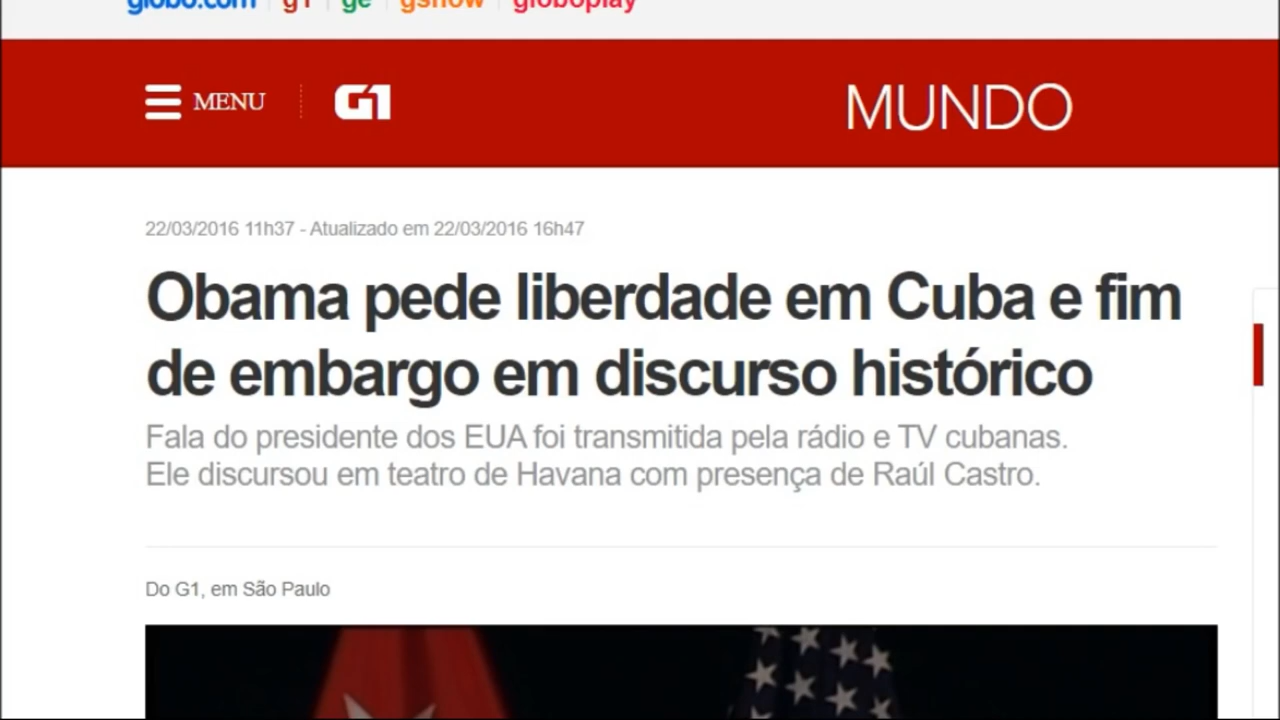 globo.com g1 ge gshow globoplay
MENU G1 MUNDO
22/03/2016 11h37 - Atualizado em 22/03/2016 16h47
Obama pede liberdade em Cuba e fim
de embargo em discurso histórico
Fala do presidente dos EUA foi transmitida pela rádio e TV cubanas.
Ele discursou em teatro de Havana com presença de Raúl Castro.
Do G1, em São Paulo